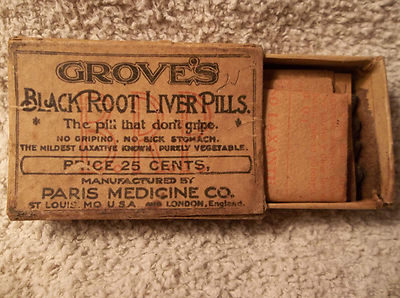 GROVE'S
BLACK ROOT LIVER PILLS.
The pill that don't gripe.
NO GRIPING, NO SICK STOMACH.
THE MILDEST LAXATIVE KNOWN. PURELY VEGETABLE.
PRICE 25 CENTS,
MANUFACTURED BY
PARIS MEDICINE CO.
ST LOUIS, MO U.S.A. AND LONDON, England.